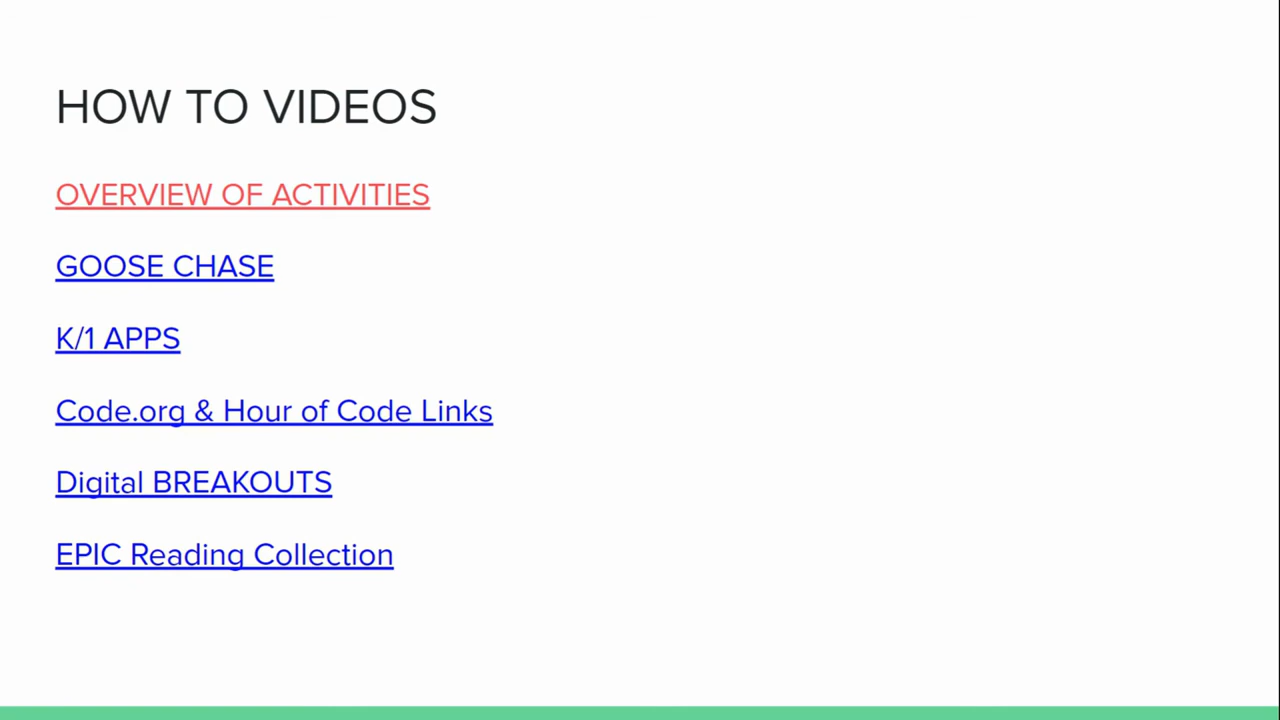 HOW TO VIDEOS
OVERVIEW OF ACTIVITIES
GOOSE CHASE
K/1 APPS
Code.org & Hour of Code Links
Digital BREAKOUTS
EPIC Reading Collection